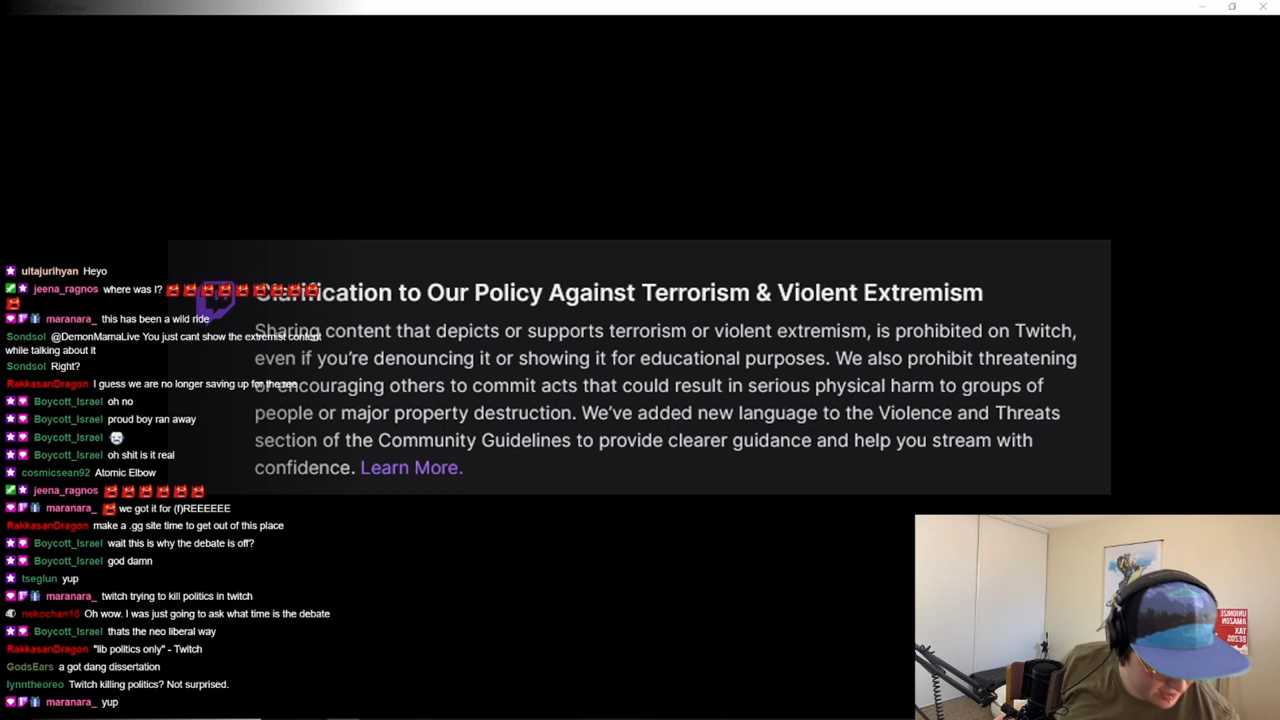 ultajurihyan Heyo
jeena_ragnos where was I?
maranara_ this has been a wild ride
Sondsol @DemonMamaLive You just cant show the extremist content
while talking about it
Sondsol Right?
RakkasanDragon I guess we are no longer saving up for the
Boycott_Israel oh no
Boycott_Israel proud boy ran away
Boycott_Israel
Boycott_Israel oh shit is it real
cosmicsean92 Atomic Elbow
jeena_ragnos
maranara_ we got it for (f)REEEEEE
RakkasanDragon make a .gg site time to get out of this place
Boycott_Israel wait this is why the debate is off?
Boycott_Israel god damn
tseglun yup
maranara_ twitch trying to kill politics in twitch
nekochan16 Oh wow. I was just going to ask what time is the debate
Boycott_Israel thats the neo liberal way
RakkasanDragon "lib politics only" - Twitch
GodsEars a got dang dissertation
lynntheoreo Twitch killing politics? Not surprised.
maranara_ yup
Clarification to Our Policy Against Terrorism & Violent Extremism
Sharing content that depicts or supports terrorism or violent extremism, is prohibited on Twitch,
even if you're denouncing it or showing it for educational purposes. We also prohibit threatening
or encouraging others to commit acts that could result in serious physical harm to groups of
people or major property destruction. We've added new language to the Violence and Threats
section of the Community Guidelines to provide clearer guidance and help you stream with
confidence. Learn More.
UNIONIZE
AMAZON
TAX
BEZOS